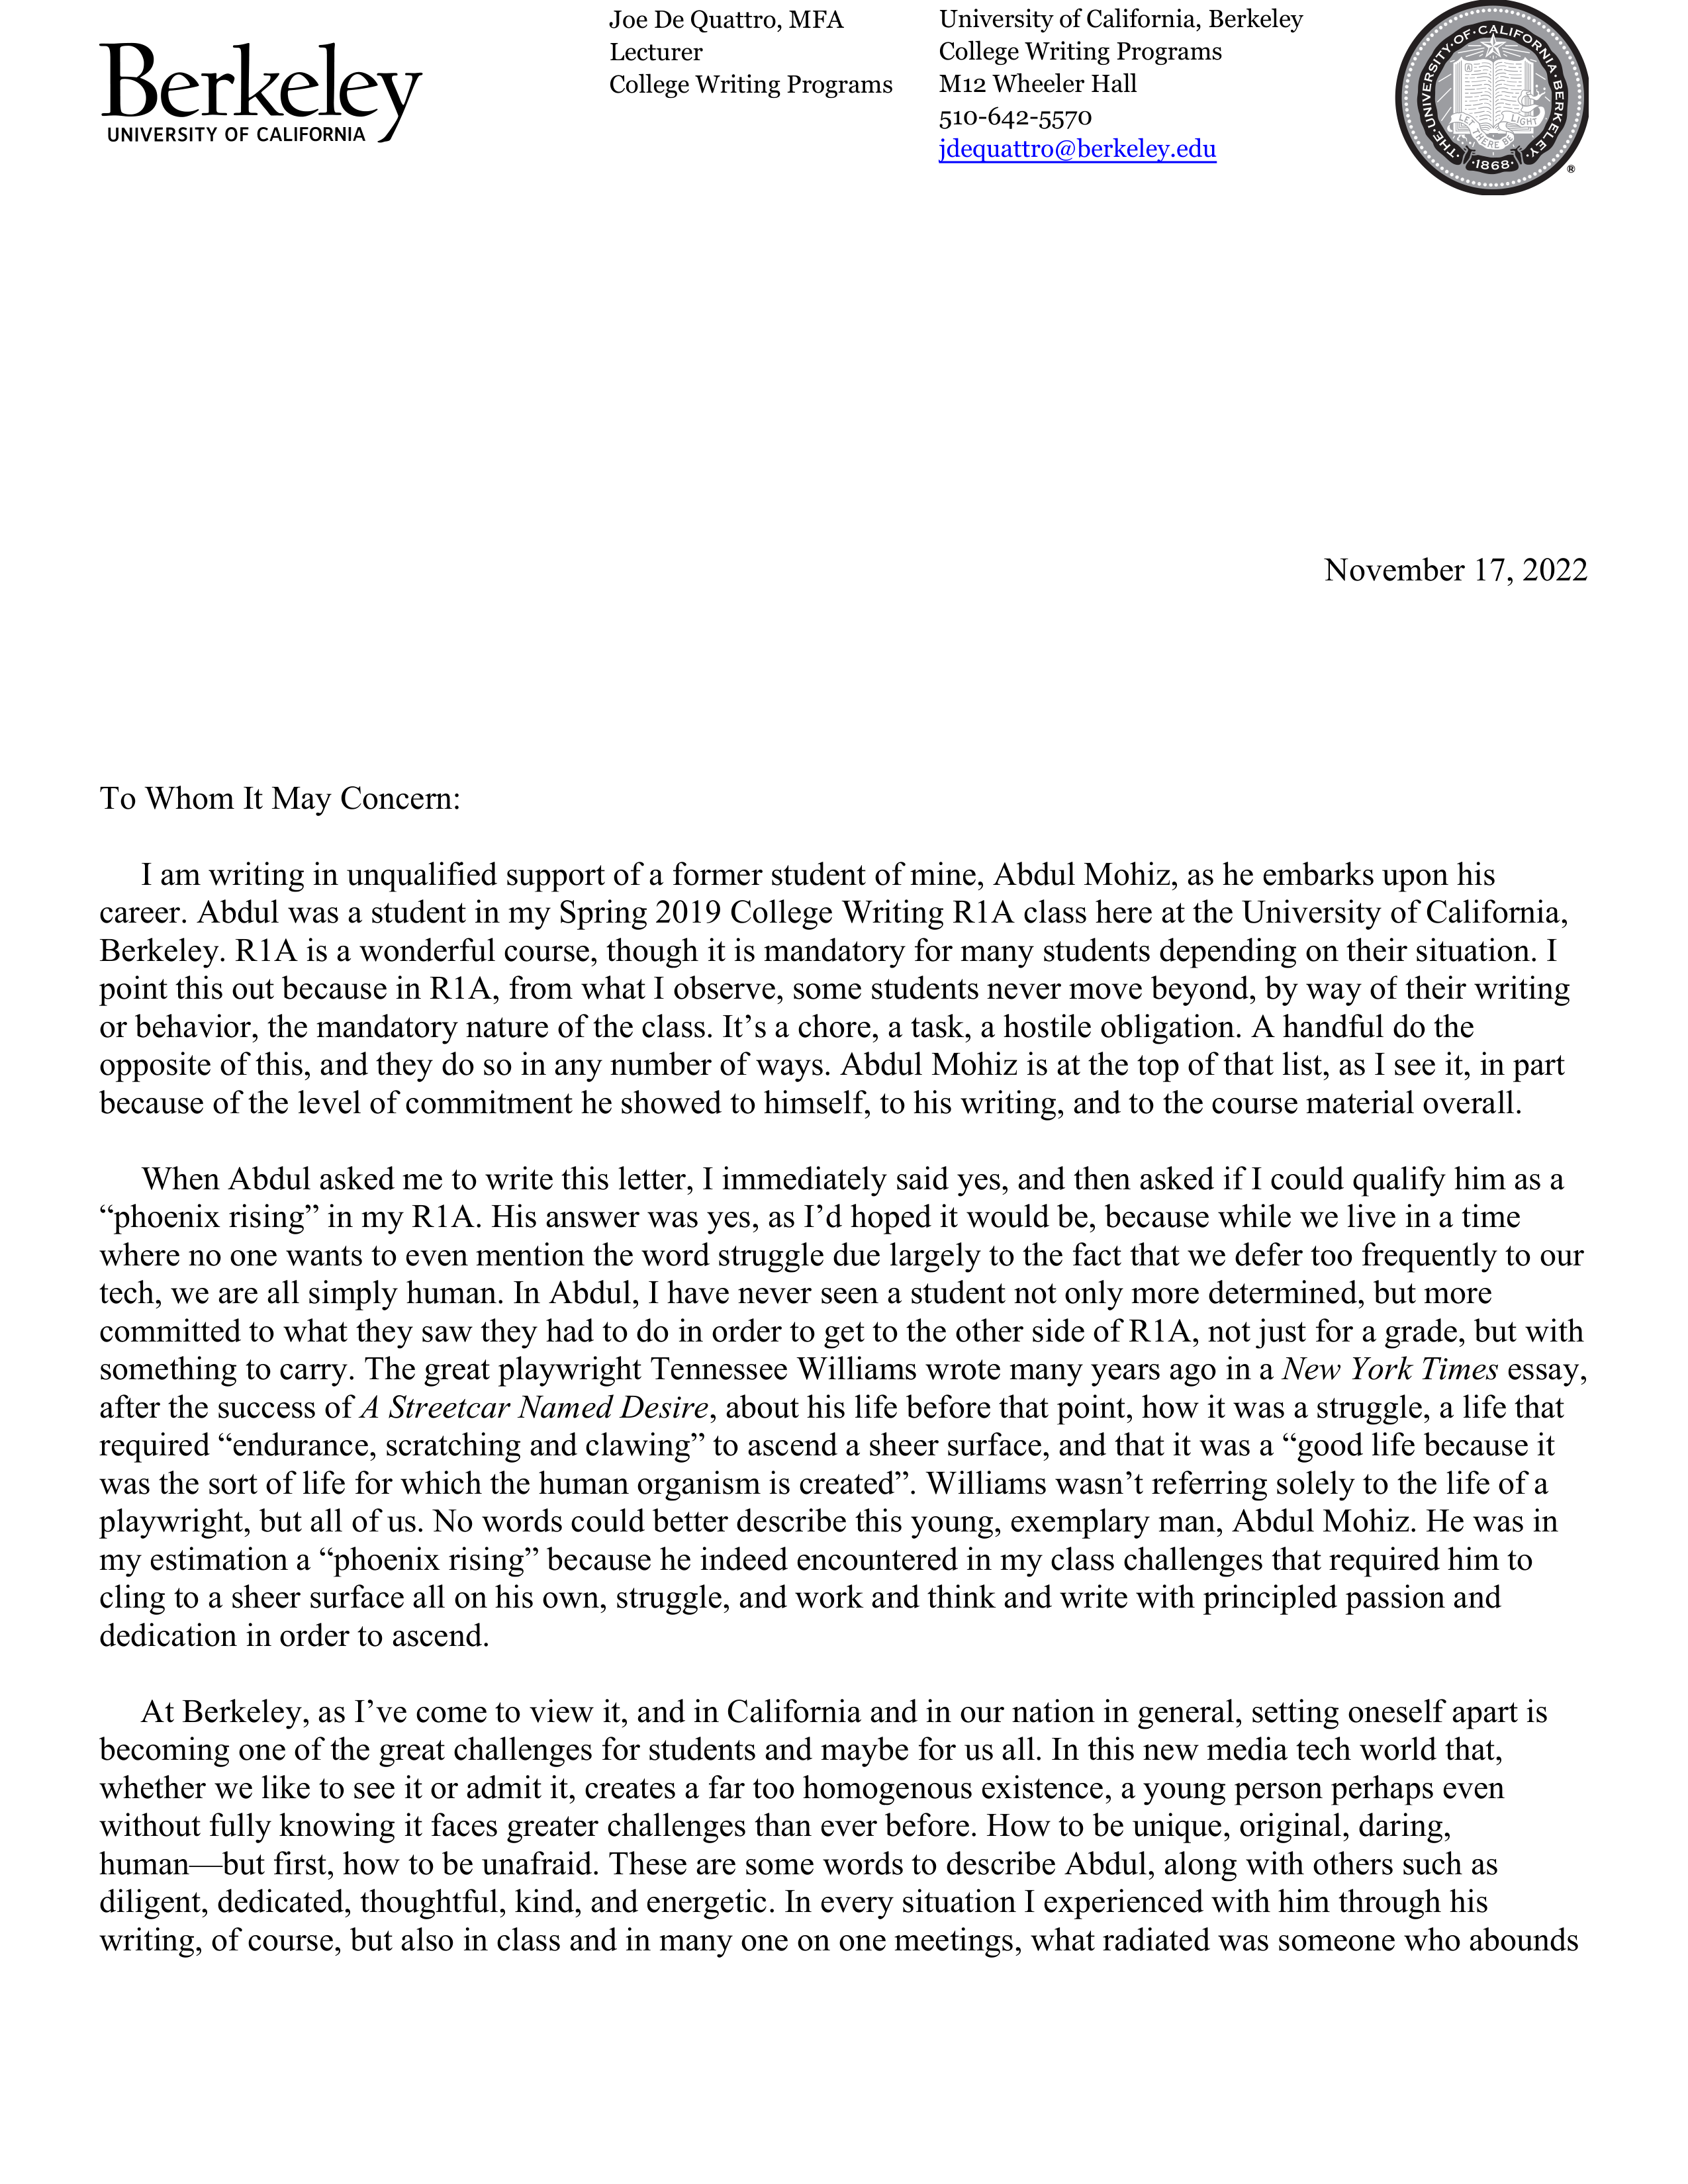 Berkeley
UNIVERSITY OF CALIFORNIA
Joe De Quattro, MFA
Lecturer
College Writing Programs
University of California, Berkeley
College Writing Programs
M12 Wheeler Hall
510-642-5570
jdequattro@berkeley.edu
THE·UNIVERSITY·OF·CALIFORNIA·BERKELEY
A
LET THERE BE LIGHT
·1868·
®
November 17, 2022
To Whom It May Concern:
I am writing in unqualified support of a former student of mine, Abdul Mohiz, as he embarks upon his
career. Abdul was a student in my Spring 2019 College Writing R1A class here at the University of California,
Berkeley. R1A is a wonderful course, though it is mandatory for many students depending on their situation. I
point this out because in R1A, from what I observe, some students never move beyond, by way of their writing
or behavior, the mandatory nature of the class. It’s a chore, a task, a hostile obligation. A handful do the
opposite of this, and they do so in any number of ways. Abdul Mohiz is at the top of that list, as I see it, in part
because of the level of commitment he showed to himself, to his writing, and to the course material overall.
When Abdul asked me to write this letter, I immediately said yes, and then asked if I could qualify him as a
“phoenix rising” in my R1A. His answer was yes, as I’d hoped it would be, because while we live in a time
where no one wants to even mention the word struggle due largely to the fact that we defer too frequently to our
tech, we are all simply human. In Abdul, I have never seen a student not only more determined, but more
committed to what they saw they had to do in order to get to the other side of R1A, not just for a grade, but with
something to carry. The great playwright Tennessee Williams wrote many years ago in a New York Times essay,
after the success of A Streetcar Named Desire, about his life before that point, how it was a struggle, a life that
required “endurance, scratching and clawing” to ascend a sheer surface, and that it was a “good life because it
was the sort of life for which the human organism is created”. Williams wasn’t referring solely to the life of a
playwright, but all of us. No words could better describe this young, exemplary man, Abdul Mohiz. He was in
my estimation a “phoenix rising” because he indeed encountered in my class challenges that required him to
cling to a sheer surface all on his own, struggle, and work and think and write with principled passion and
dedication in order to ascend.
At Berkeley, as I’ve come to view it, and in California and in our nation in general, setting oneself apart is
becoming one of the great challenges for students and maybe for us all. In this new media tech world that,
whether we like to see it or admit it, creates a far too homogenous existence, a young person perhaps even
without fully knowing it faces greater challenges than ever before. How to be unique, original, daring,
human—but first, how to be unafraid. These are some words to describe Abdul, along with others such as
diligent, dedicated, thoughtful, kind, and energetic. In every situation I experienced with him through his
writing, of course, but also in class and in many one on one meetings, what radiated was someone who abounds